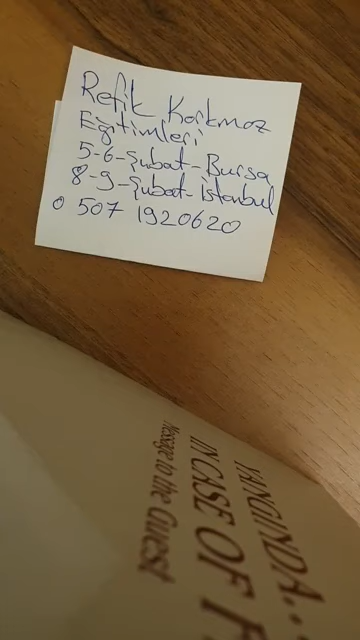 Refik Korkmaz
Eğitimleri
5-6-Şubat-Bursa
8-9-Şubat-İstanbul
0 507 1920620
YANGINDA..
IN CASE OF F
Message to the Guest